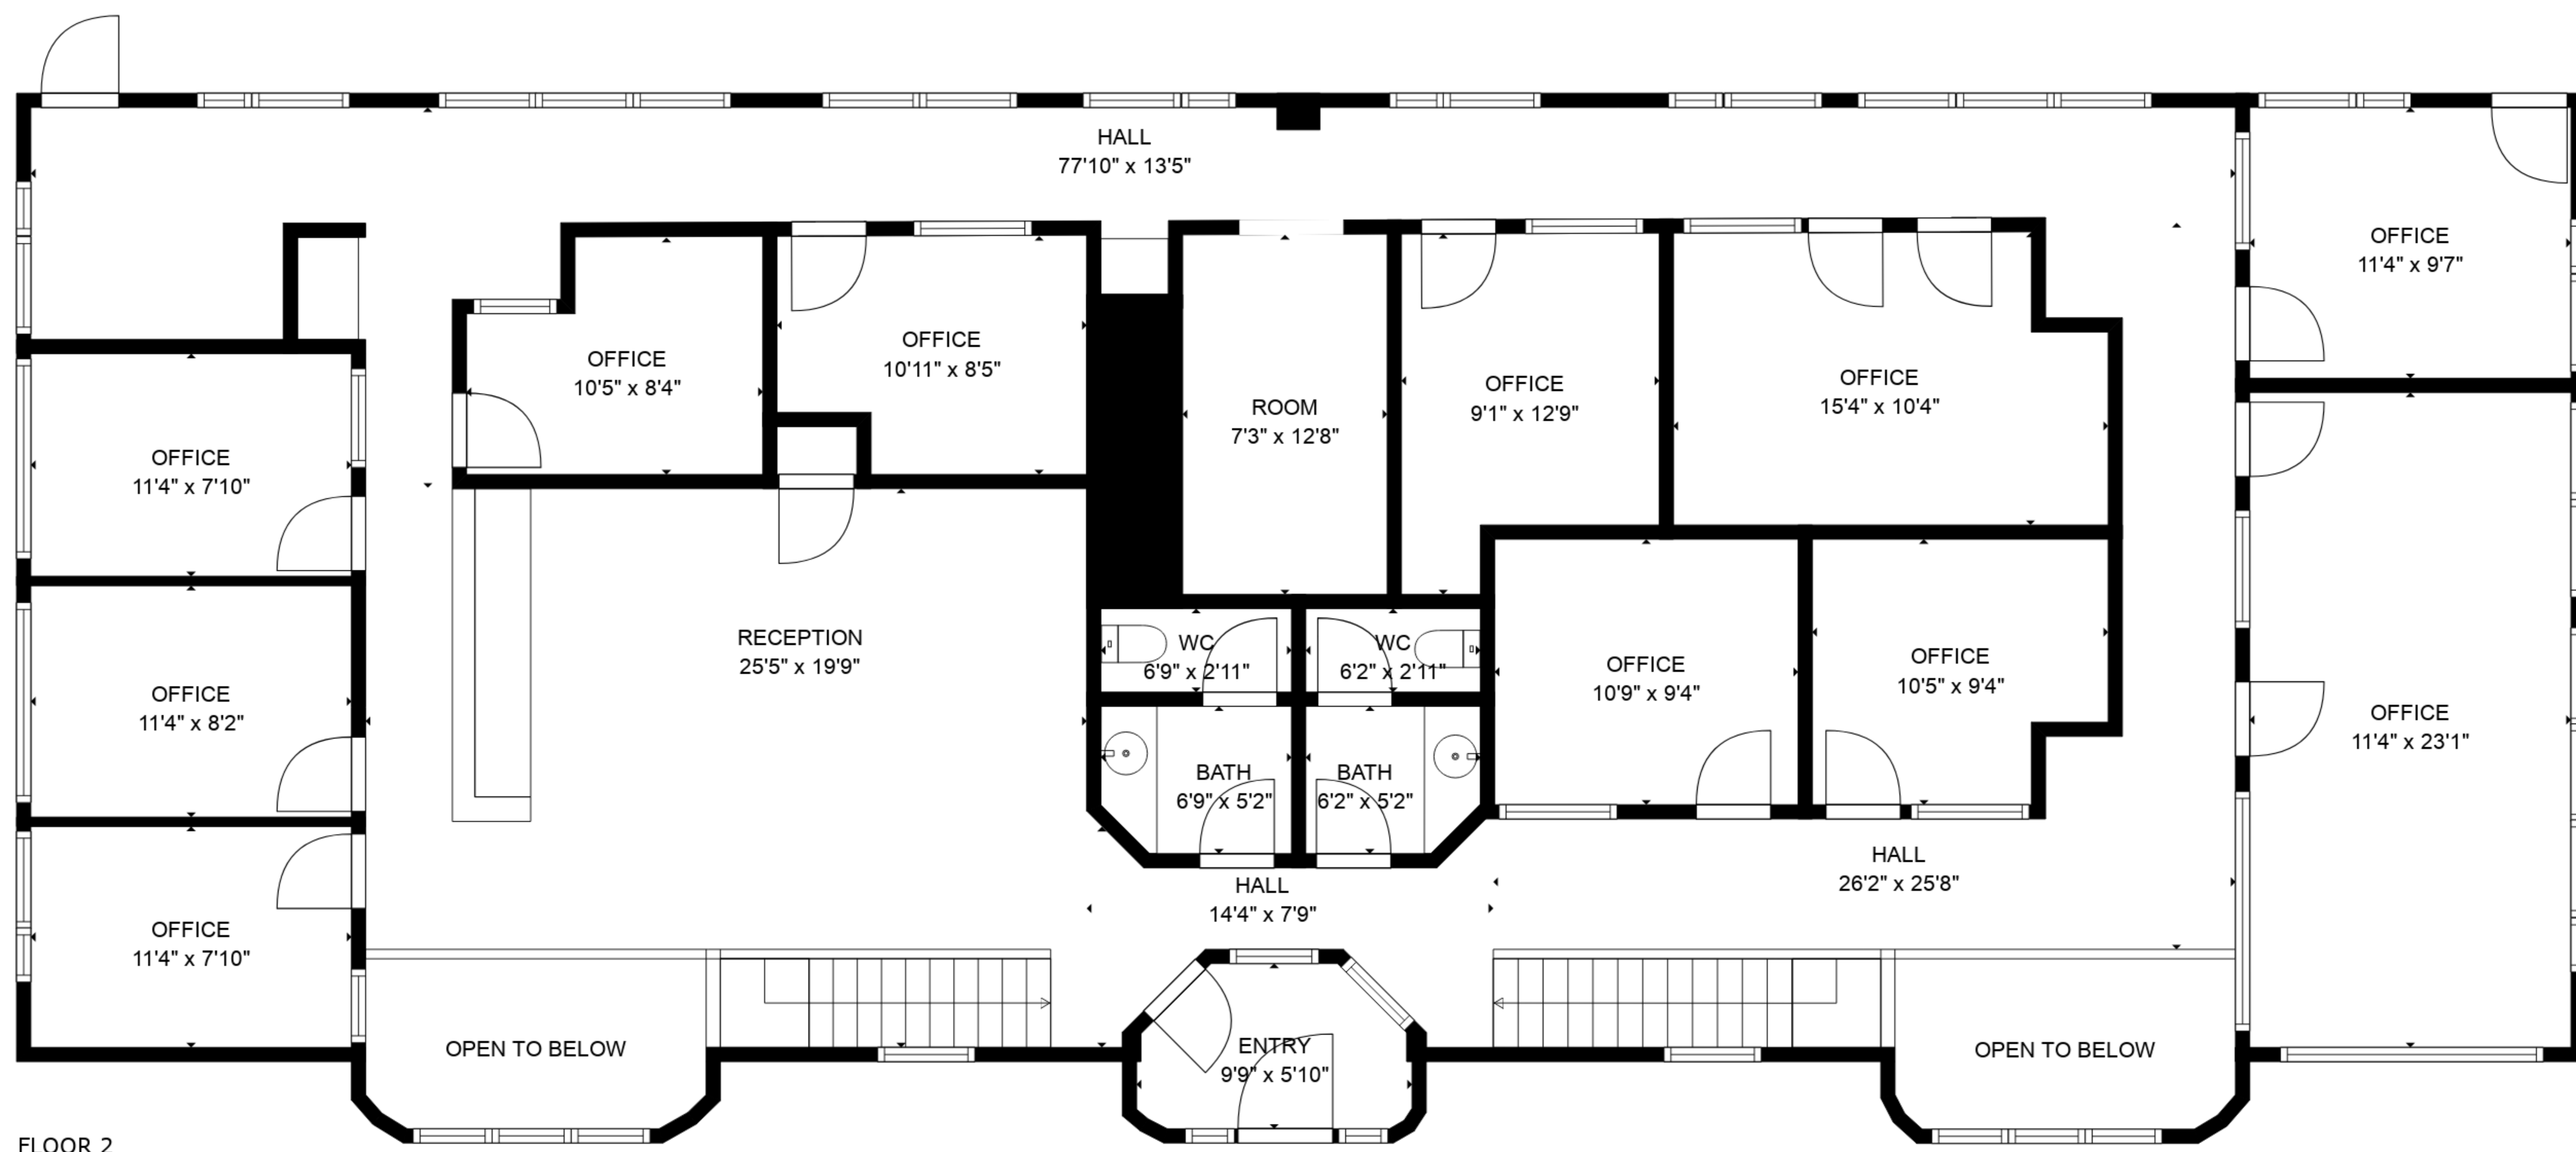 HALL
77'10" x 13'5"
OFFICE
11'4" x 9'7"
OFFICE
10'5" x 8'4"
OFFICE
10'11" x 8'5"
ROOM
7'3" x 12'8"
OFFICE
9'1" x 12'9"
OFFICE
15'4" x 10'4"
OFFICE
11'4" x 7'10"
RECEPTION
25'5" x 19'9"
WC
6'9" x 2'11"
WC
6'2" x 2'11"
OFFICE
10'9" x 9'4"
OFFICE
10'5" x 9'4"
OFFICE
11'4" x 8'2"
OFFICE
11'4" x 23'1"
BATH
6'9" x 5'2"
BATH
6'2" x 5'2"
HALL
14'4" x 7'9"
HALL
26'2" x 25'8"
OFFICE
11'4" x 7'10"
OPEN TO BELOW
ENTRY
9'9" x 5'10"
OPEN TO BELOW
FLOOR 2